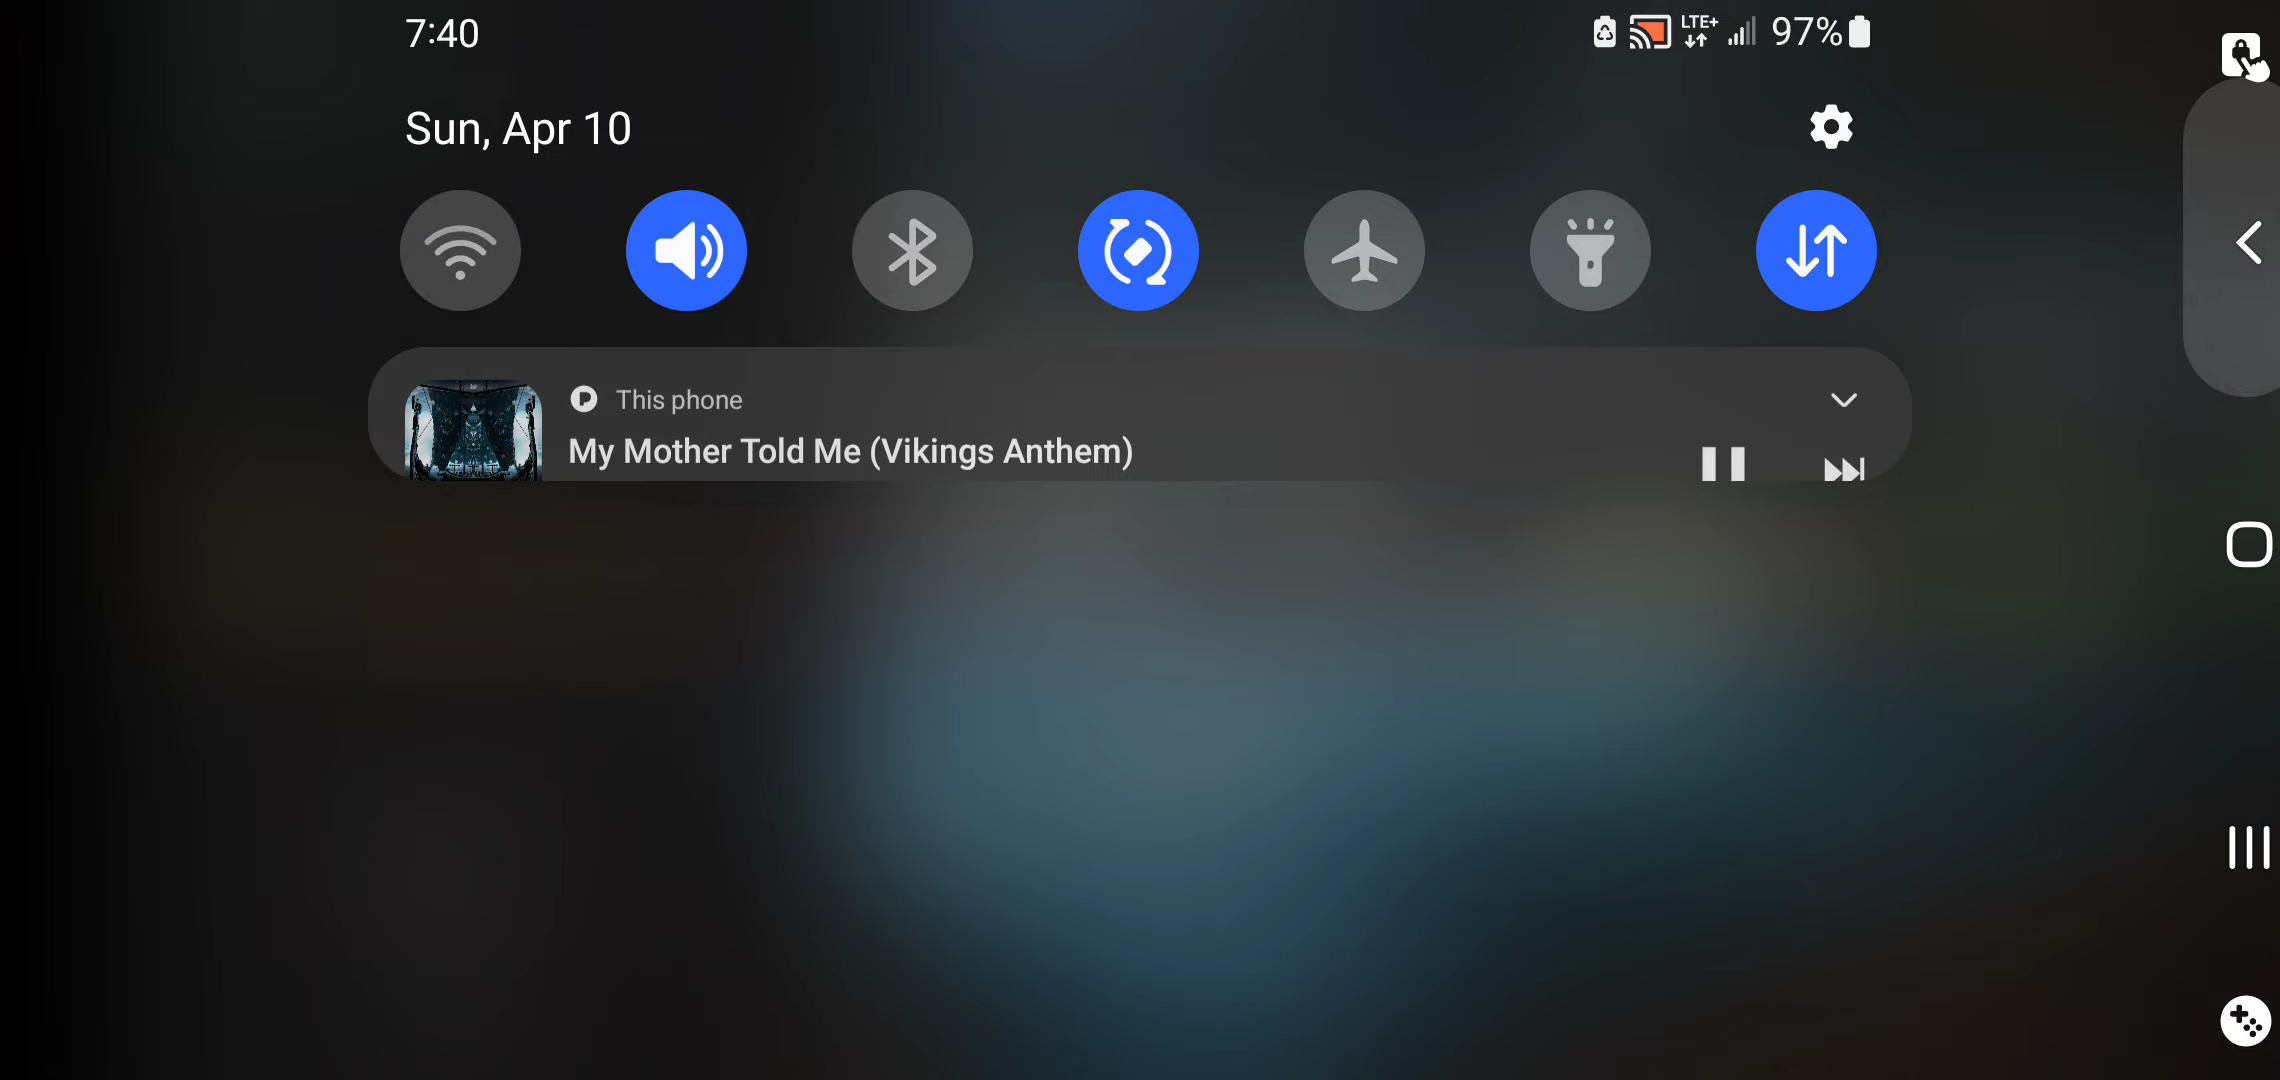 7:40
LTE+
97%
Sun, Apr 10
This phone
My Mother Told Me (Vikings Anthem)